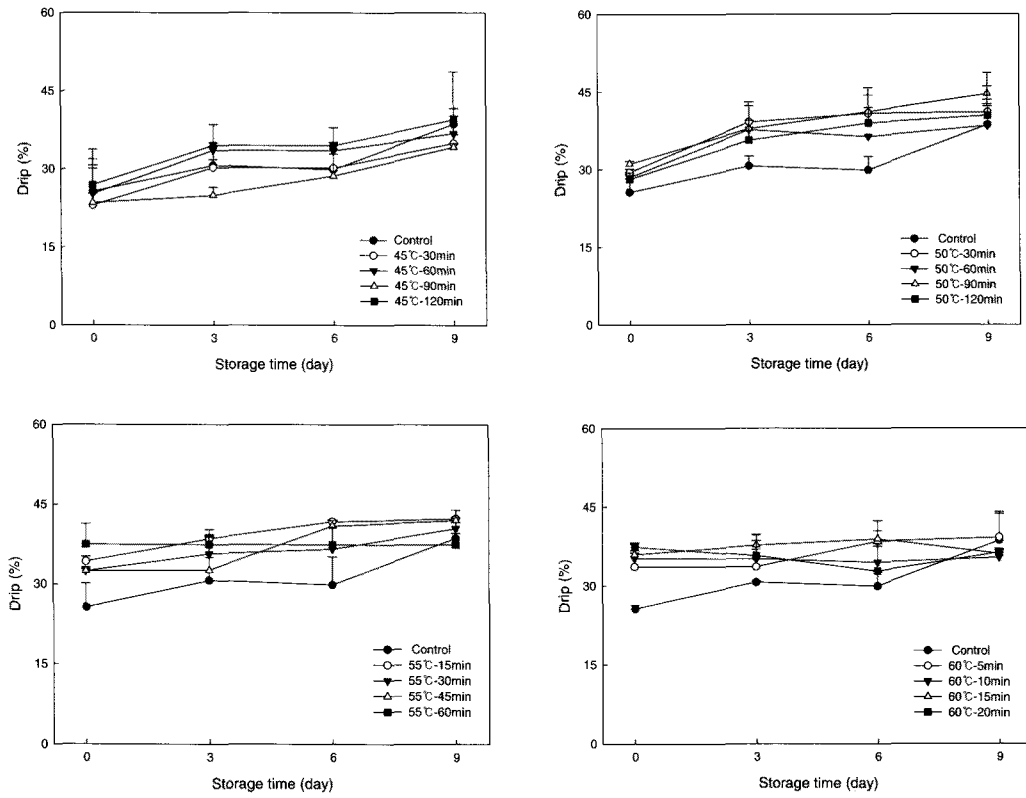 60
45
30
15
0
Drip (%)
Control
45℃-30min
45℃-60min
45℃-90min
45℃-120min
0 3 6 9
Storage time (day)
60
45
30
15
0
Drip (%)
Control
50℃-30min
50℃-60min
50℃-90min
50℃-120min
0 3 6 9
Storage time (day)
60
45
30
15
0
Drip (%)
Control
55℃-15min
55℃-30min
55℃-45min
55℃-60min
0 3 6 9
Storage time (day)
60
45
30
15
0
Drip (%)
Control
60℃-5min
60℃-10min
60℃-15min
60℃-20min
0 3 6 9
Storage time (day)